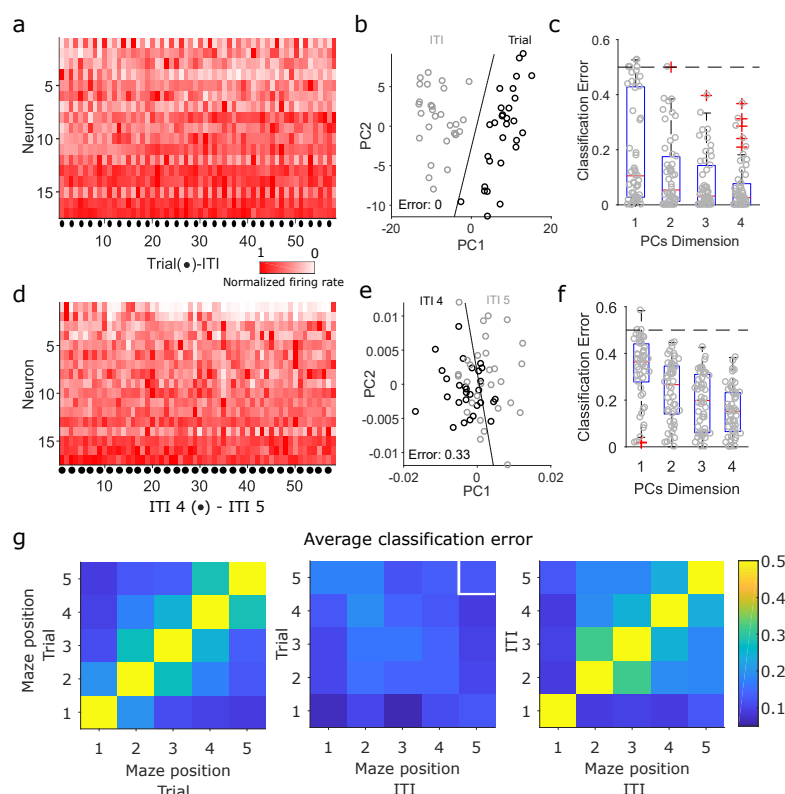 a
Neuron
5
10
15
10 20 30 40 50
Trial(●)-ITI
1 0
Normalized firing rate
b
ITI Trial
PC2
5
0
-5
-10
Error: 0
-20 0 15 20
PC1
c
Classification Error
0.6
0.4
0.2
0
1 2 3 4
PCs Dimension
d
Neuron
5
10
15
10 20 30 40 50
ITI 4 (●) - ITI 5
e
ITI 4 ITI 5
PC2
0.01
0.005
0
-0.005
-0.01
Error: 0.33
-0.02 0 0.02
PC1
f
Classification Error
0.6
0.4
0.2
0
1 2 3 4
PCs Dimension
g
Average classification error
Maze position
Trial
5
4
3
2
1
1 2 3 4 5
Maze position
Trial
Trial
5
4
3
2
1
1 2 3 4 5
Maze position
ITI
ITI
5
4
3
2
1
1 2 3 4 5
Maze position
ITI
0.5
0.4
0.3
0.2
0.1